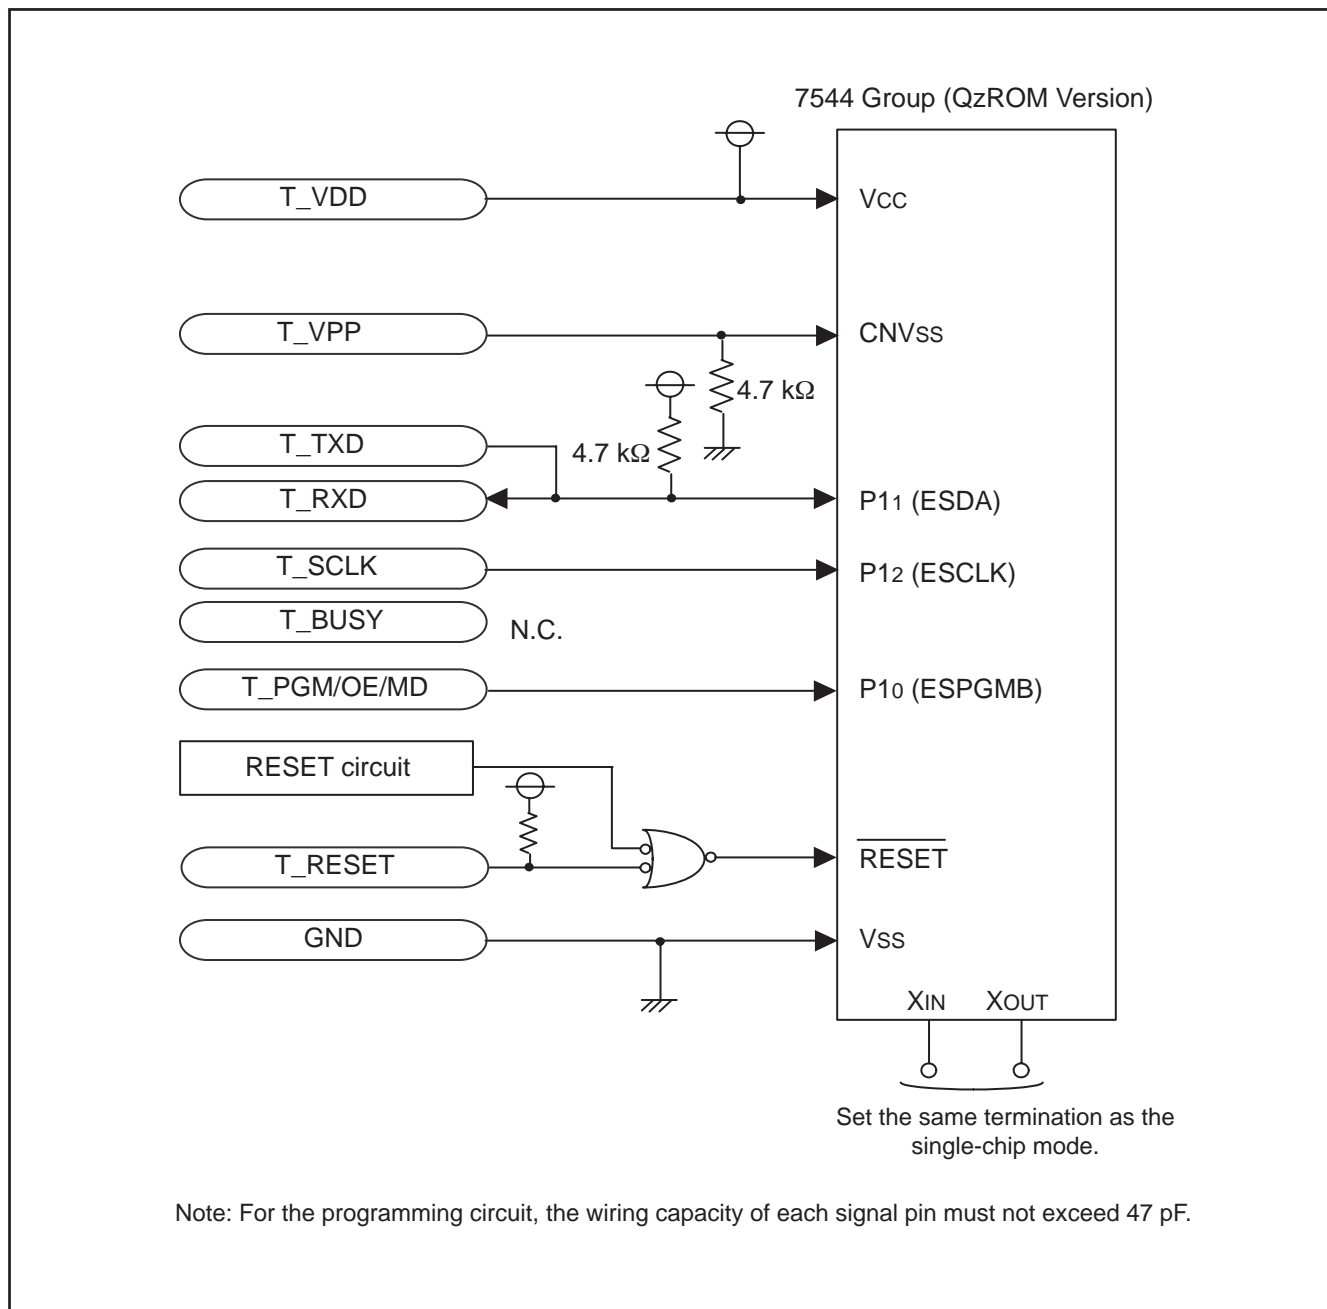 7544 Group (QzROM Version)
T_VDD
VCC
T_VPP
CNVSS
4.7 kΩ
T_TXD
4.7 kΩ
T_RXD
P11 (ESDA)
T_SCLK
P12 (ESCLK)
T_BUSY
N.C.
T_PGM/OE/MD
P10 (ESPGMB)
RESET circuit
T_RESET
RESET
GND
VSS
XIN XOUT
Set the same termination as the
single-chip mode.
Note: For the programming circuit, the wiring capacity of each signal pin must not exceed 47 pF.